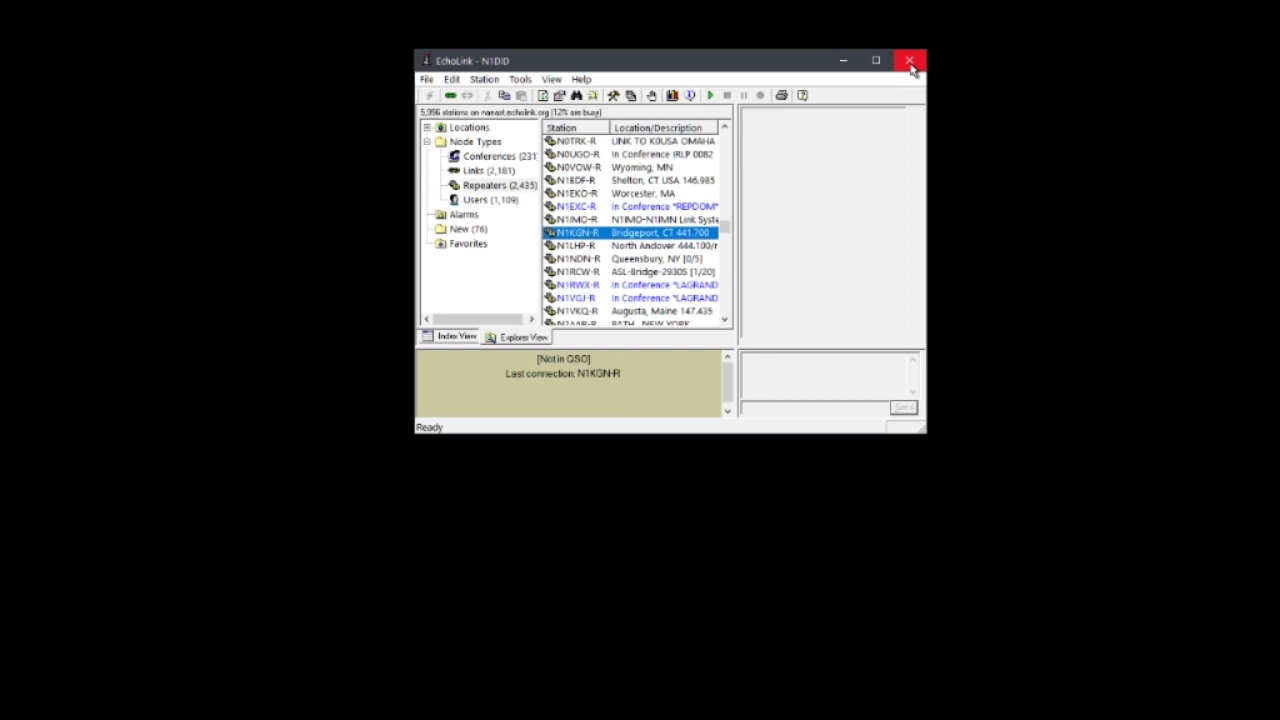 EchoLink - N1DID
File Edit Station Tools View Help
5,956 stations on naeast.echolink.org (12% are busy)
Locations
Node Types
Conferences (231
Links (2,181)
Repeaters (2,435)
Users (1,109)
Alarms
New (76)
Favorites
Station Location/Description
N0TRK-R LINK TO K0USA OMAHA
N0UGO-R In Conference IRLP 0082
N0VOW-R Wyoming, MN
N1BDF-R Shelton, CT USA 146.985
N1EKO-R Worcester, MA
N1EXC-R In Conference *REPDOM*
N1IMO-R N1IMO-N1IMN Link Syste
N1KGN-R Bridgeport, CT 441.700
N1LHP-R North Andover 444.100/r
N1NDN-R Queensbury, NY [0/5]
N1RCW-R ASL-Bridge-29305 [1/20]
N1RWX-R In Conference *LAGRAND
N1VGJ-R In Conference *LAGRAND
N1VKQ-R Augusta, Maine 147.435
Index View Explorer View
[Not in QSO]
Last connection: N1KGN-R
Send
Ready